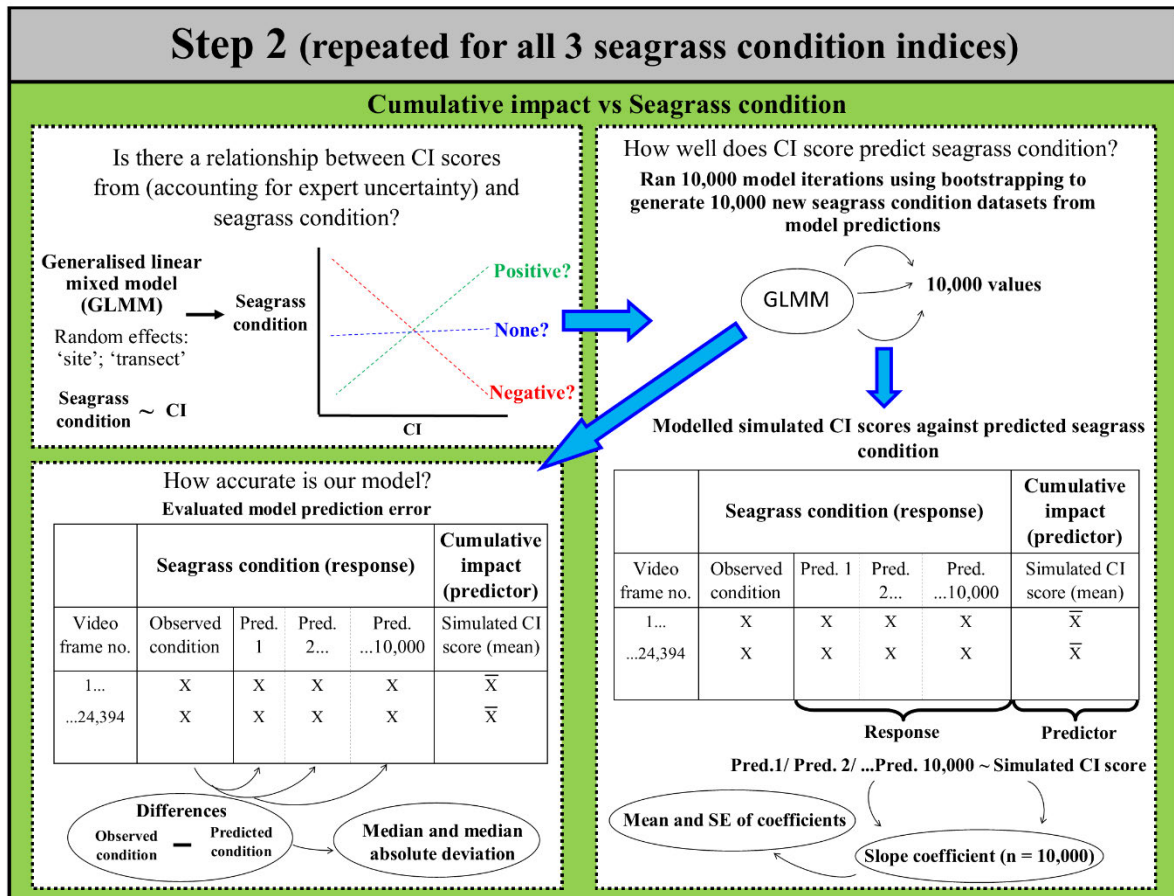 Step 2 (repeated for all 3 seagrass condition indices)
Cumulative impact vs Seagrass condition
Is there a relationship between CI scores
from (accounting for expert uncertainty) and
seagrass condition?
Generalised linear
mixed model
(GLMM)
Random effects:
‘site’; ‘transect’
Seagrass
condition ~ CI
Seagrass
condition
Positive?
None?
Negative?
CI
How well does CI score predict seagrass condition?
Ran 10,000 model iterations using bootstrapping to
generate 10,000 new seagrass condition datasets from
model predictions
GLMM
10,000 values
Modelled simulated CI scores against predicted seagrass
condition
Seagrass condition (response)
Cumulative
impact
(predictor)
Video
frame no.
Observed
condition
Pred. 1
Pred.
2...
Pred.
...10,000
Simulated CI
score (mean)
1... X X X X X̅
...24,394 X X X X X̅
Response
Predictor
Pred.1/ Pred. 2/ ...Pred. 10,000 ~ Simulated CI score
Mean and SE of coefficients
Slope coefficient (n = 10,000)
How accurate is our model?
Evaluated model prediction error
Seagrass condition (response)
Cumulative
impact
(predictor)
Video
frame no.
Observed
condition
Pred.
1
Pred.
2...
Pred.
...10,000
Simulated CI
score (mean)
1... X X X X X̅
...24,394 X X X X X̅
Differences
Observed
condition
–
Predicted
condition
Median and median
absolute deviation